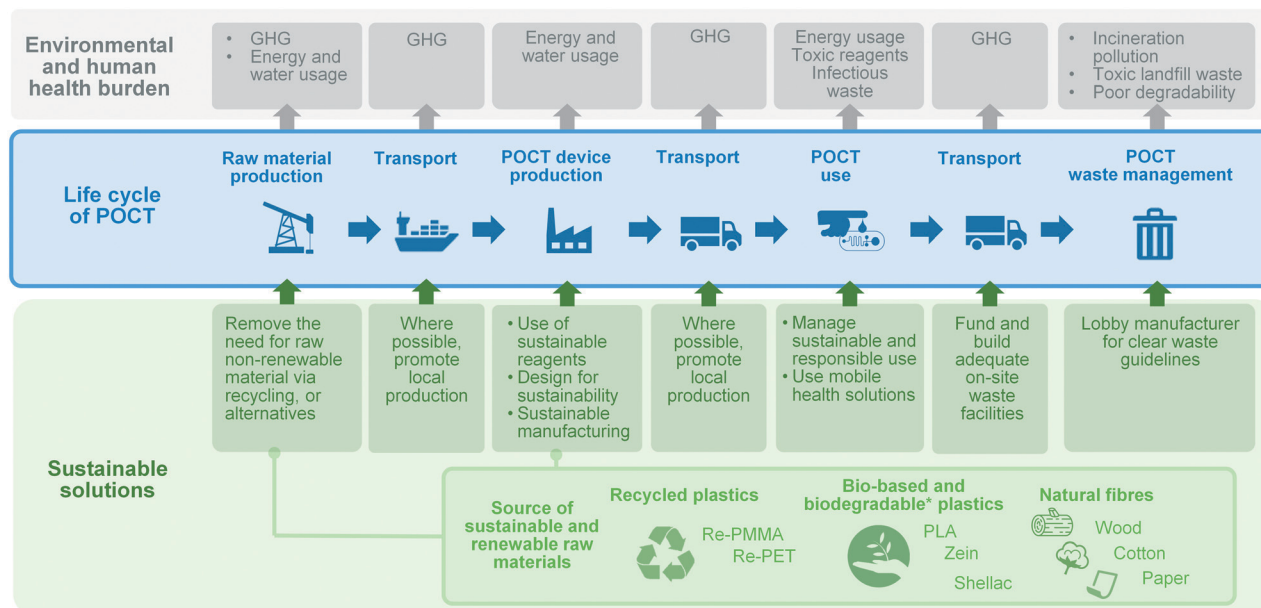 Environmental
and human
health burden
• GHG
• Energy and
water usage
GHG
Energy and
water usage
GHG
Energy usage
Toxic reagents
Infectious
waste
GHG
• Incineration
pollution
• Toxic landfill waste
• Poor degradability
Life cycle
of POCT
Raw material
production
Transport
POCT device
production
Transport
POCT
use
Transport
POCT
waste management
Sustainable
solutions
Remove the
need for raw
non-renewable
material via
recycling, or
alternatives
Where
possible,
promote
local
production
• Use of
sustainable
reagents
• Design for
sustainability
• Sustainable
manufacturing
Where
possible,
promote
local
production
• Manage
sustainable and
responsible use
• Use mobile
health solutions
Fund and
build
adequate
on-site
waste
facilities
Lobby manufacturer
for clear waste
guidelines
Source of
sustainable and
renewable raw
materials
Recycled plastics
Re-PMMA
Re-PET
Bio-based and
biodegradable* plastics
PLA
Zein
Shellac
Natural fibres
Wood
Cotton
Paper